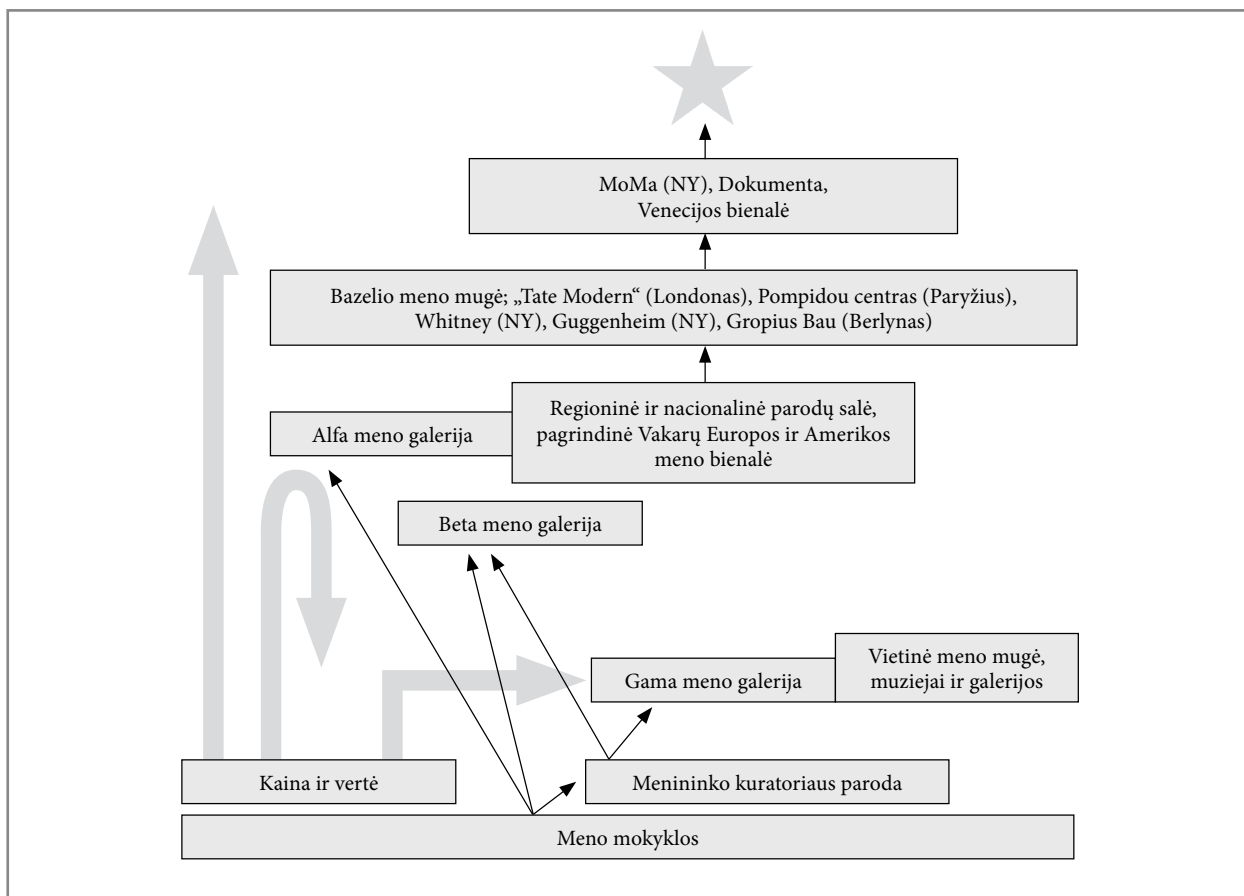 MoMa (NY), Dokumenta,
Venecijos bienalė
Bazelio meno mugė; „Tate Modern“ (Londonas), Pompidou centras (Paryžius),
Whitney (NY), Guggenheim (NY), Gropius Bau (Berlynas)
Alfa meno galerija
Regioninė ir nacionalinė parodų salė,
pagrindinė Vakarų Europos ir Amerikos
meno bienalė
Beta meno galerija
Gama meno galerija
Vietinė meno mugė,
muziejai ir galerijos
Kaina ir vertė
Menininko kuratoriaus paroda
Meno mokyklos